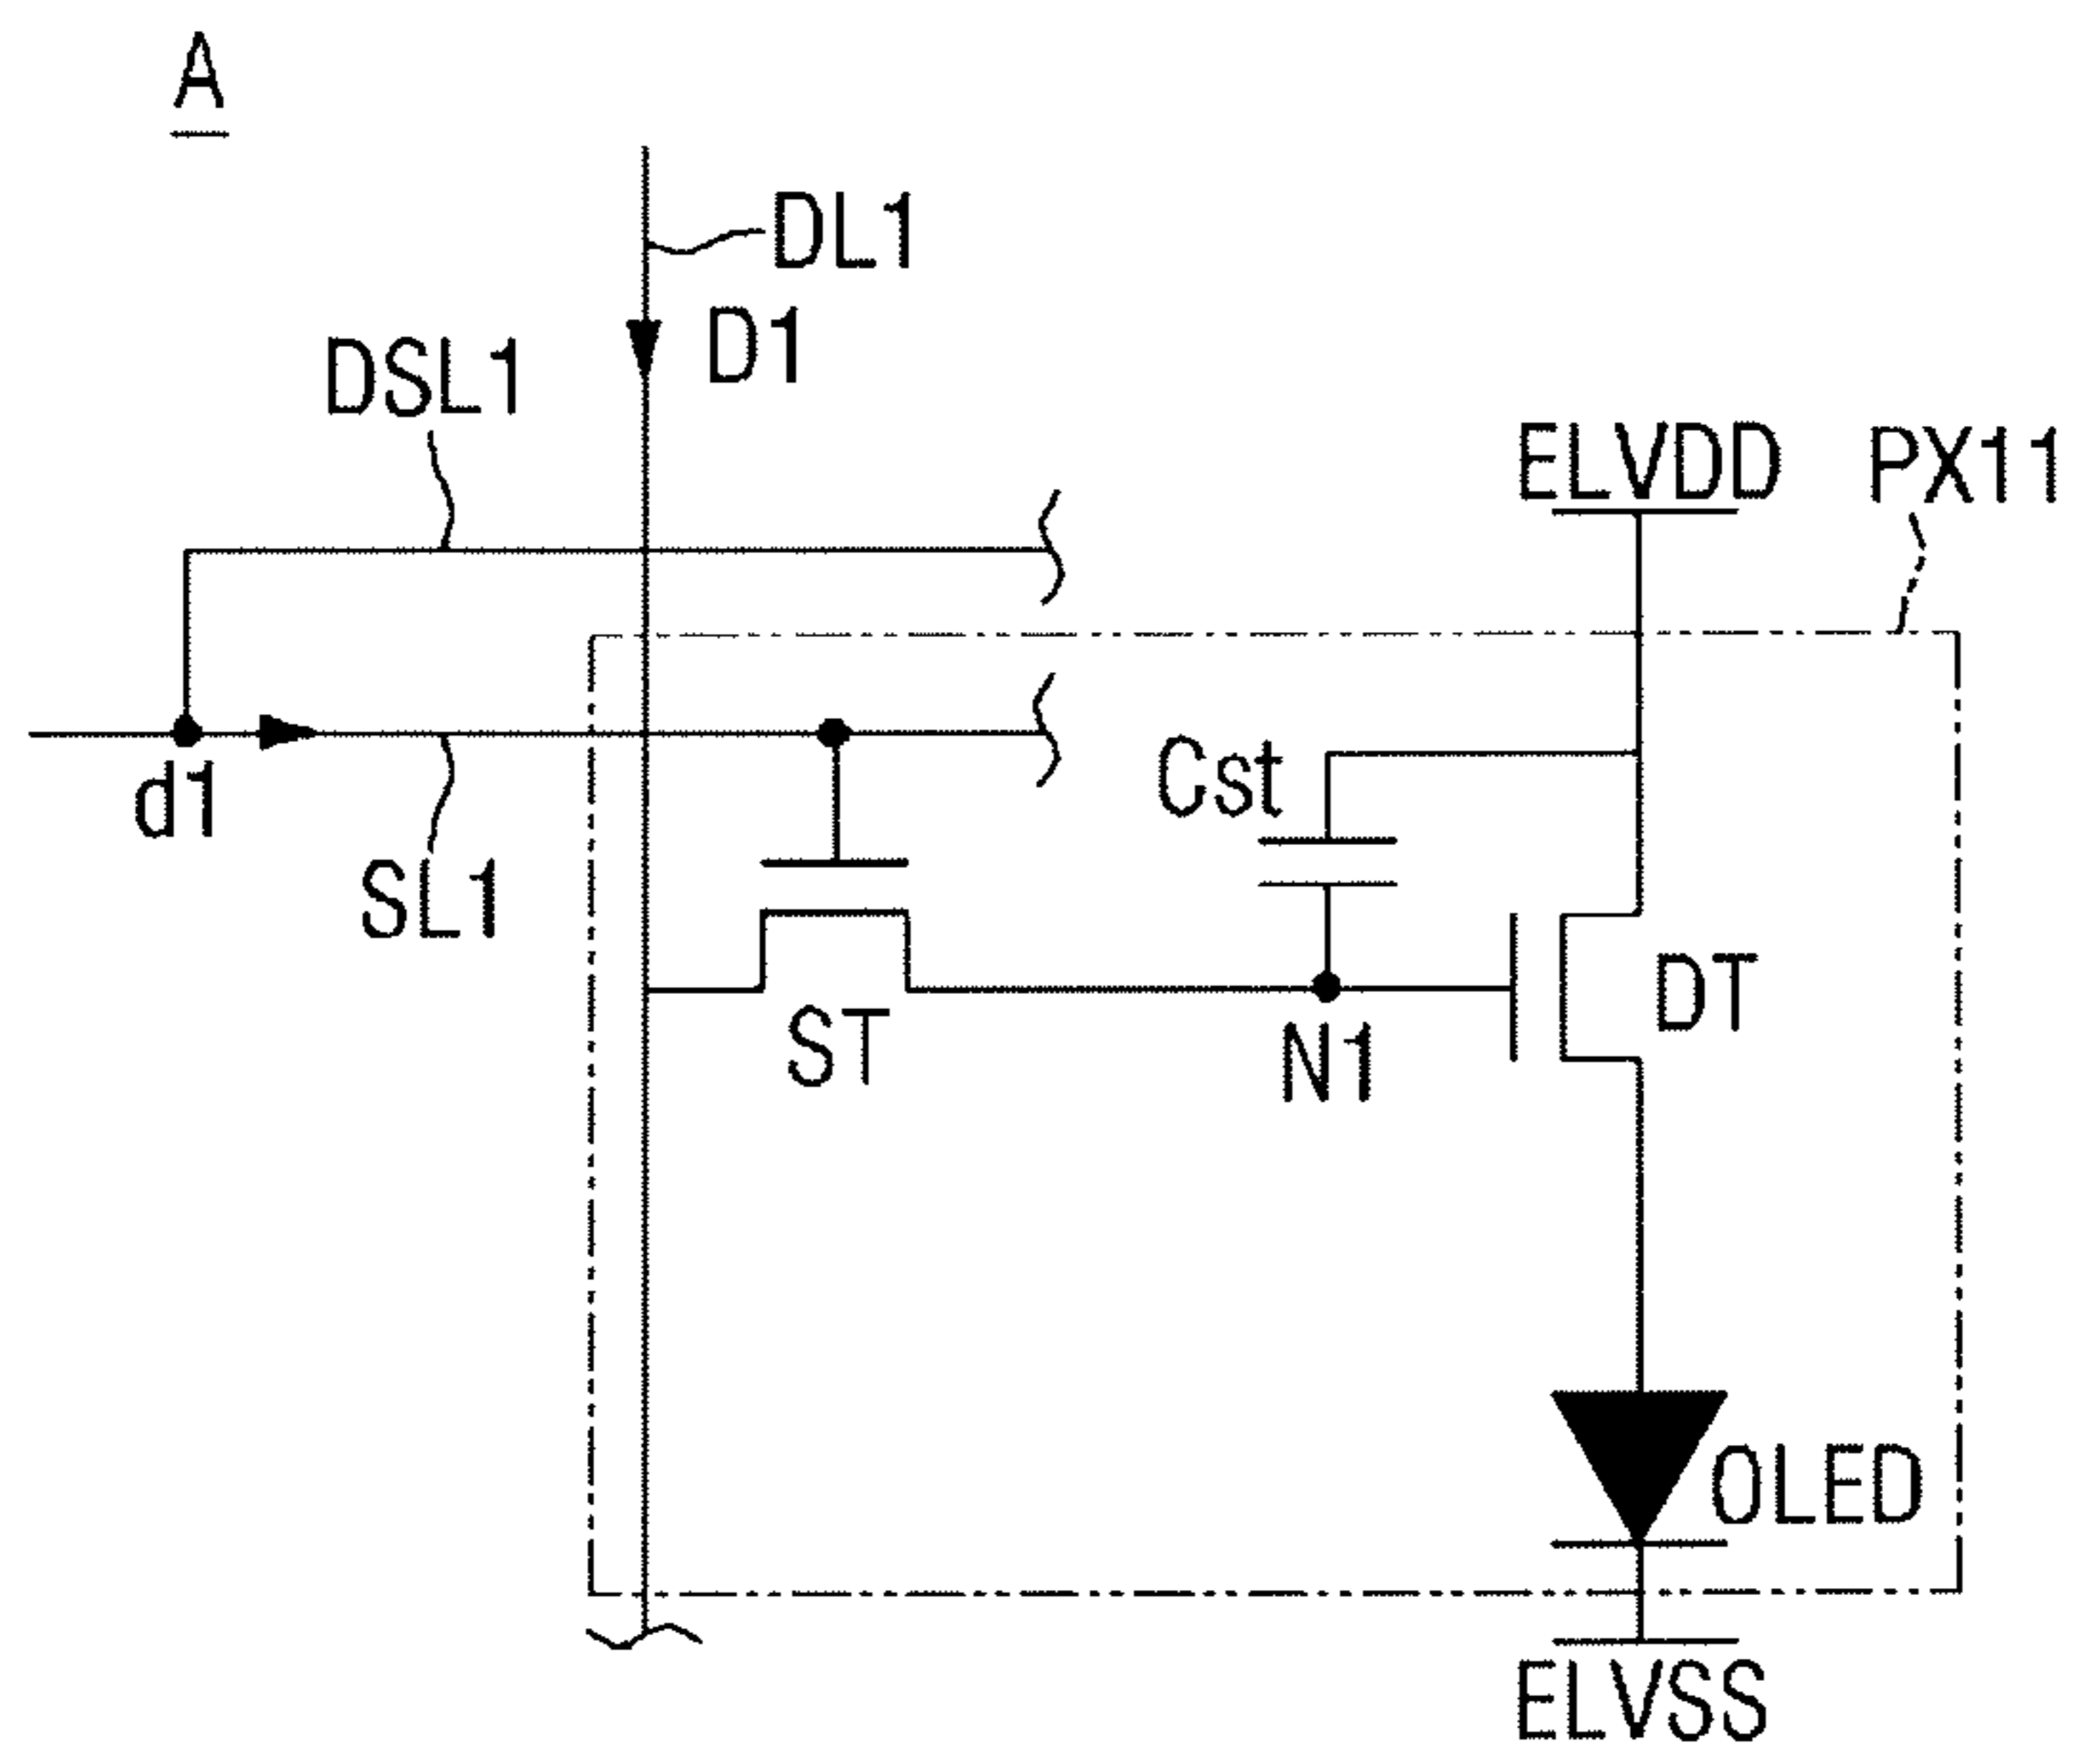 A
DL1
D1
DSL1
ELVDD
PX11
d1
SL1
Cst
ST
N1
DT
OLED
ELVSS